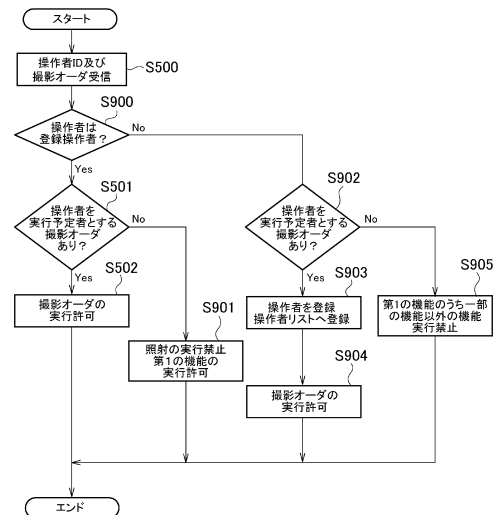 スタート
操作者ID及び
撮影オーダ受信
S500
S900
操作者は
登録操作者？
No
Yes
S501
操作者を
実行予定者とする
撮影オーダ
あり？
No
Yes
S902
操作者を
実行予定者とする
撮影オーダ
あり？
No
Yes
S502
撮影オーダの
実行許可
S901
照射の実行禁止
第1の機能の
実行許可
S903
操作者を登録
操作者リストへ登録
S905
第1の機能のうち一部
の機能以外の機能
実行禁止
S904
撮影オーダの
実行許可
エンド